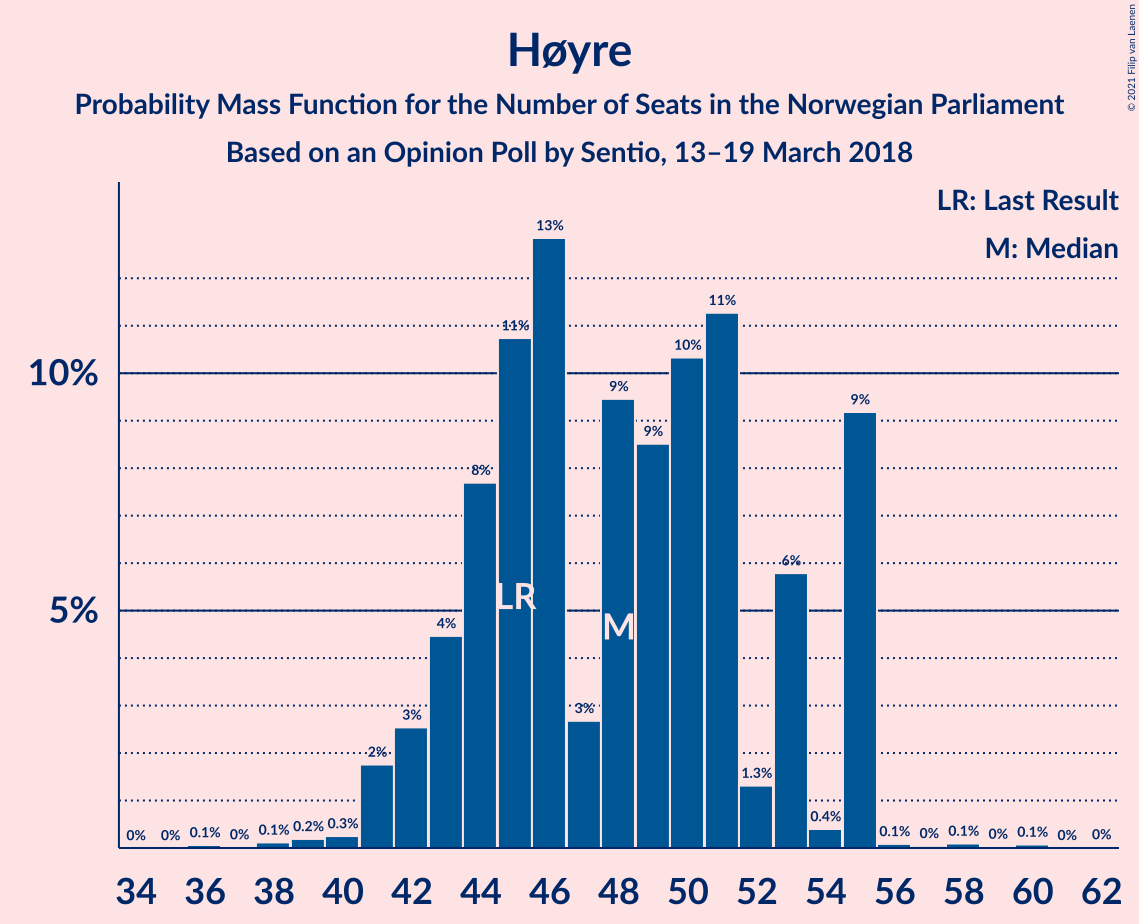 © 2021 Filip van Laenen
Høyre
Probability Mass Function for the Number of Seats in the Norwegian Parliament
Based on an Opinion Poll by Sentio, 13–19 March 2018
LR: Last Result
M: Median
10%
5%
0% 0% 0.1% 0% 0.1% 0.2% 0.3% 2% 3% 4% 8% 11% 13% 3% 9% 9% 10% 11% 1.3% 6% 0.4% 9% 0.1% 0% 0.1% 0% 0.1% 0% 0%
LR M
34 36 38 40 42 44 46 48 50 52 54 56 58 60 62